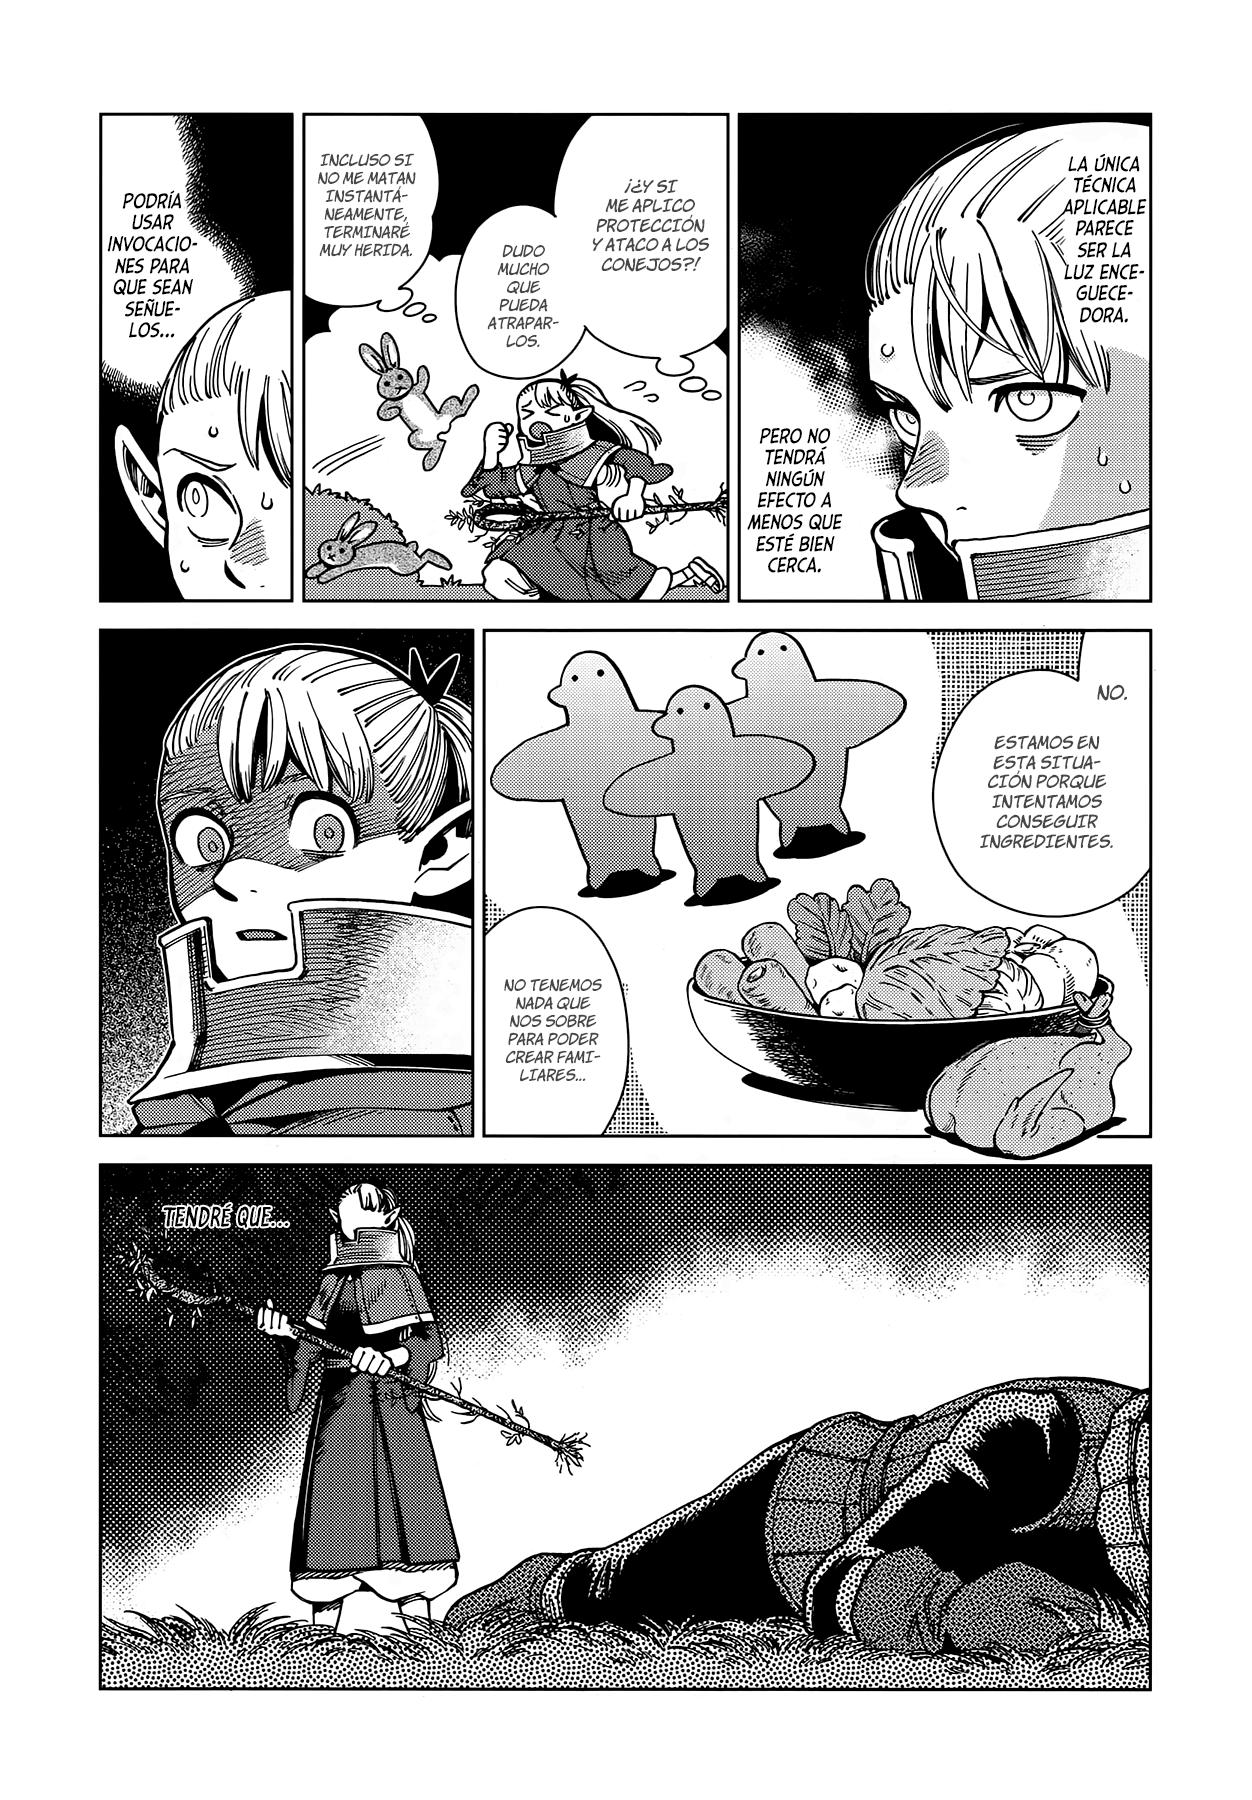 LA ÚNICA
TÉCNICA
APLICABLE
PARECE
SER LA
LUZ ENCE-
GUECE-
DORA.
PERO NO
TENDRÁ
NINGÚN
EFECTO A
MENOS QUE
ESTÉ BIEN
CERCA.
¡¿Y SI
ME APLICO
PROTECCIÓN
Y ATACO A LOS
CONEJOS?!
DUDO
MUCHO
QUE
PUEDA
ATRAPAR-
LOS.
INCLUSO SI
NO ME MATAN
INSTANTÁ-
NEAMENTE,
TERMINARÉ
MUY HERIDA.
PODRÍA
USAR
INVOCACIO-
NES PARA
QUE SEAN
SEÑUE-
LOS...
NO.
ESTAMOS EN
ESTA SITUA-
CIÓN PORQUE
INTENTAMOS
CONSEGUIR
INGREDIENTES.
NO TENEMOS
NADA QUE
NOS SOBRE
PARA PODER
CREAR FAMI-
LIARES...
TENDRÉ QUE...